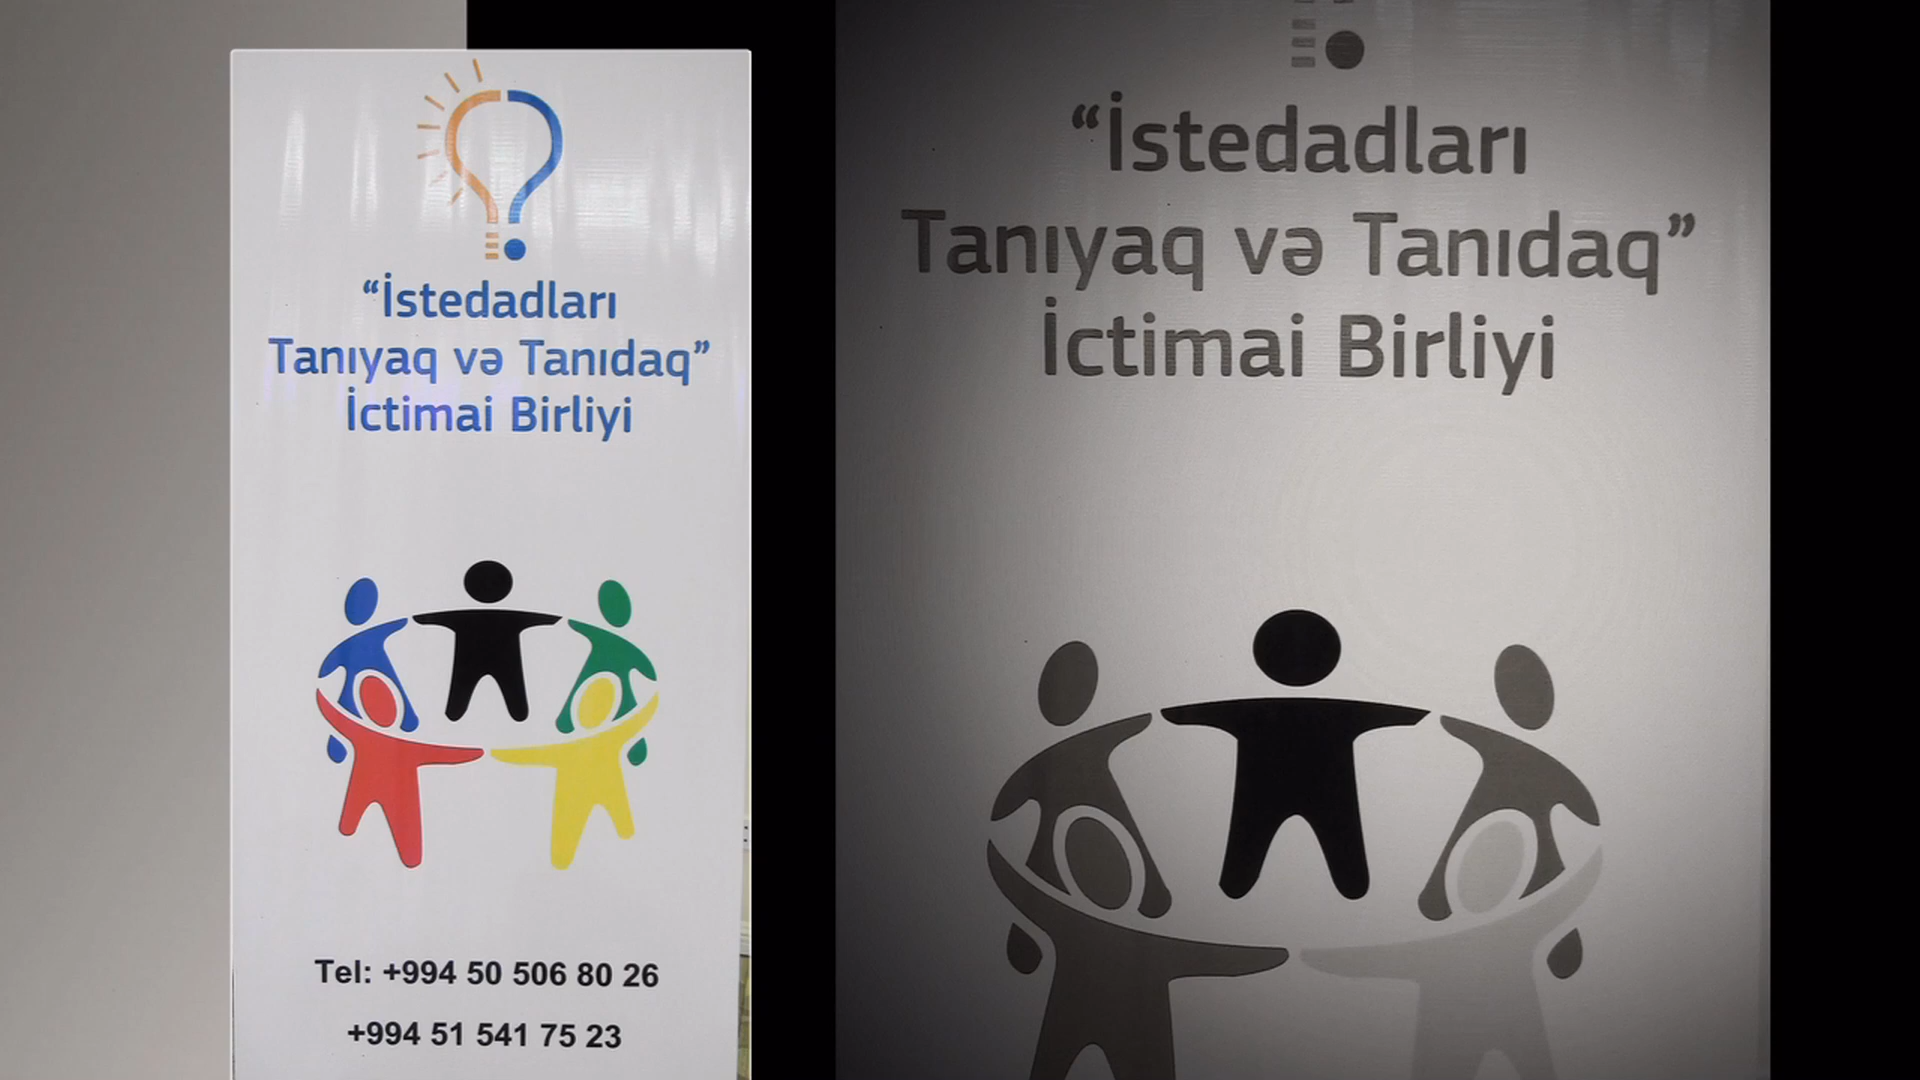 “İstedadları
Tanıyaq və Tanıdaq”
İctimai Birliyi
Tel: +994 50 506 80 26
+994 51 541 75 23
“İstedadları
Tanıyaq və Tanıdaq”
İctimai Birliyi